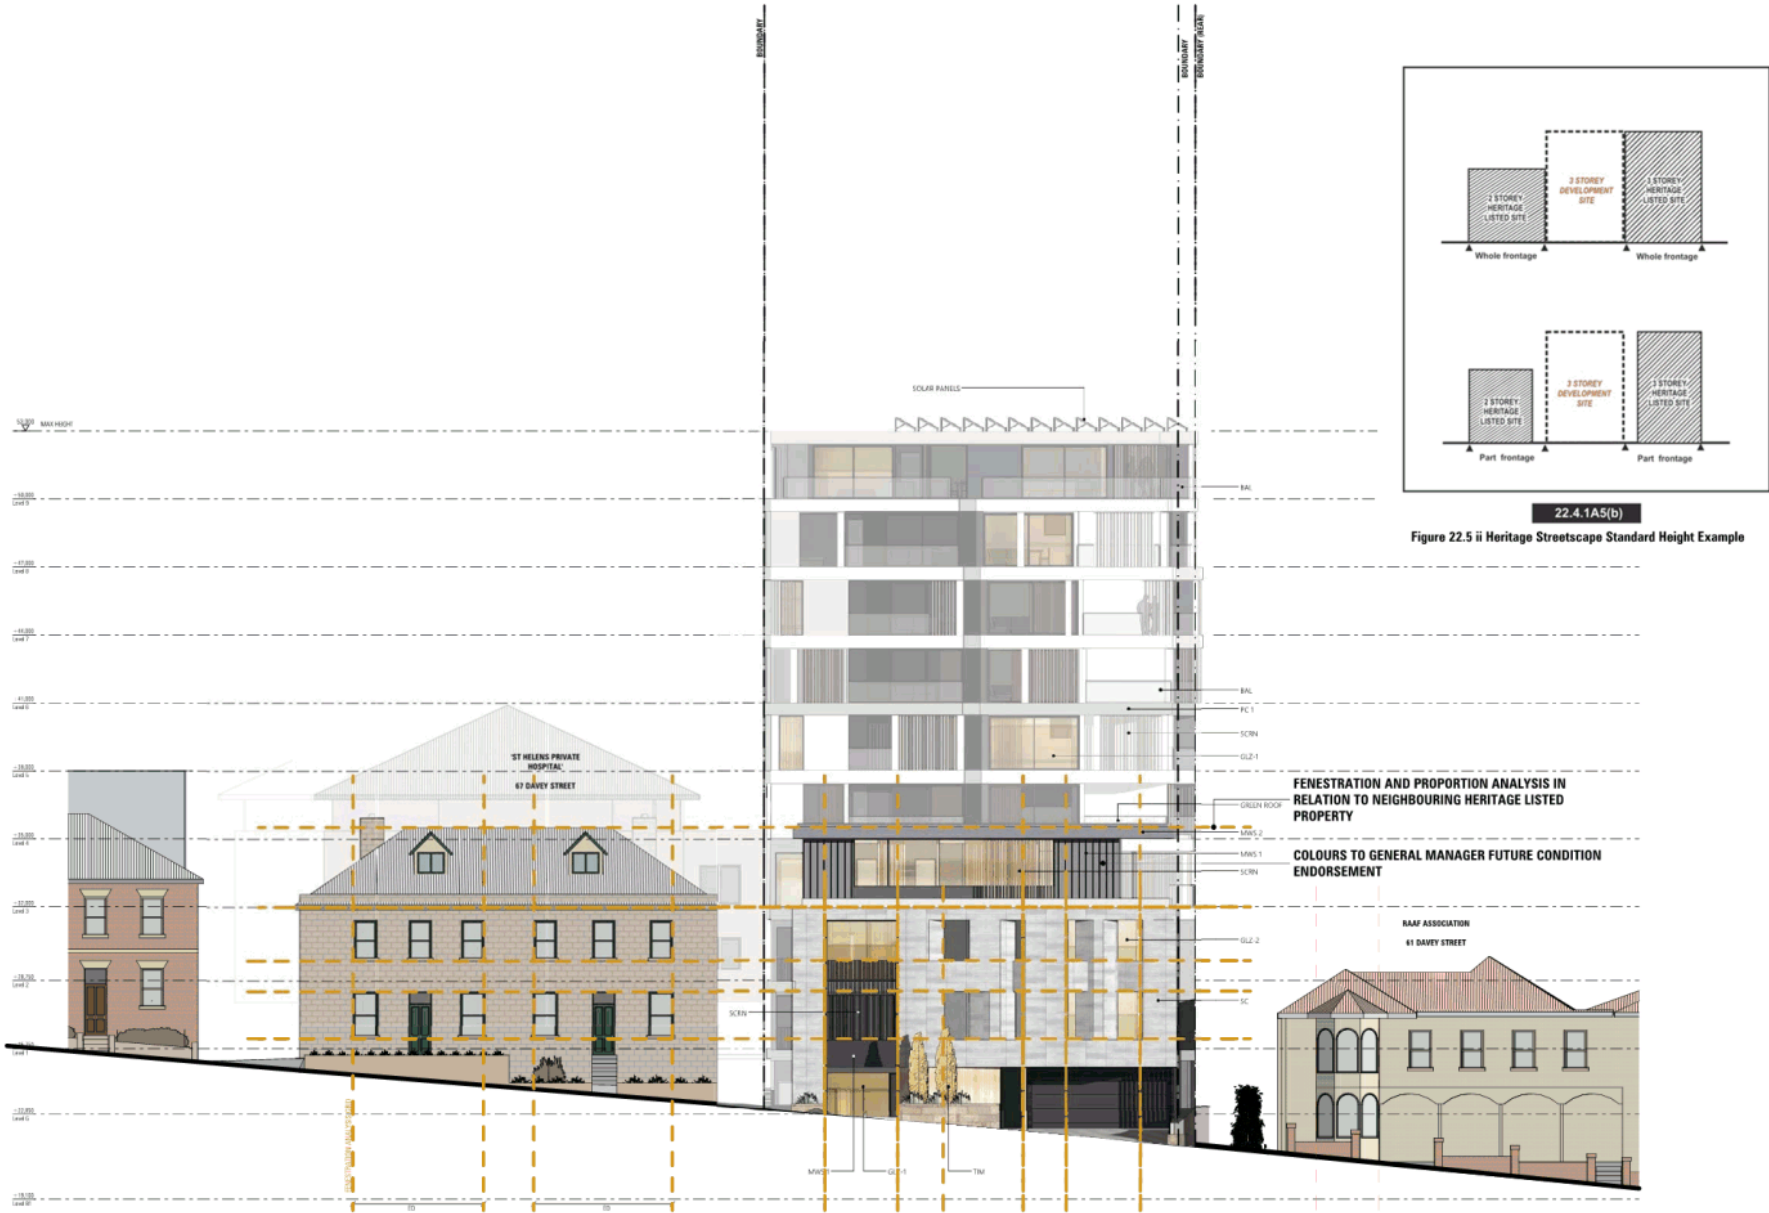 BOUNDARY
BOUNDARY
BOUNDARY (REAR)
2 STOREY
HERITAGE
LISTED SITE
3 STOREY
DEVELOPMENT
SITE
3 STOREY
HERITAGE
LISTED SITE
Whole frontage
Whole frontage
2 STOREY
HERITAGE
LISTED SITE
3 STOREY
DEVELOPMENT
SITE
3 STOREY
HERITAGE
LISTED SITE
Part frontage
Part frontage
22.4.1A5(b)
Figure 22.5 ii Heritage Streetscape Standard Height Example
SOLAR PANELS
MAX HEIGHT
BAL
BAL
PC 1
SCRN
GLZ-1
'ST HELENS PRIVATE
HOSPITAL'
67 DAVEY STREET
GREEN ROOF
MWS 2
MWS 1
SCRN
FENESTRATION AND PROPORTION ANALYSIS IN
RELATION TO NEIGHBOURING HERITAGE LISTED
PROPERTY
COLOURS TO GENERAL MANAGER FUTURE CONDITION
ENDORSEMENT
GLZ-2
RAAF ASSOCIATION
61 DAVEY STREET
SC
SCRN
MWS 1
GLZ-1
TIM